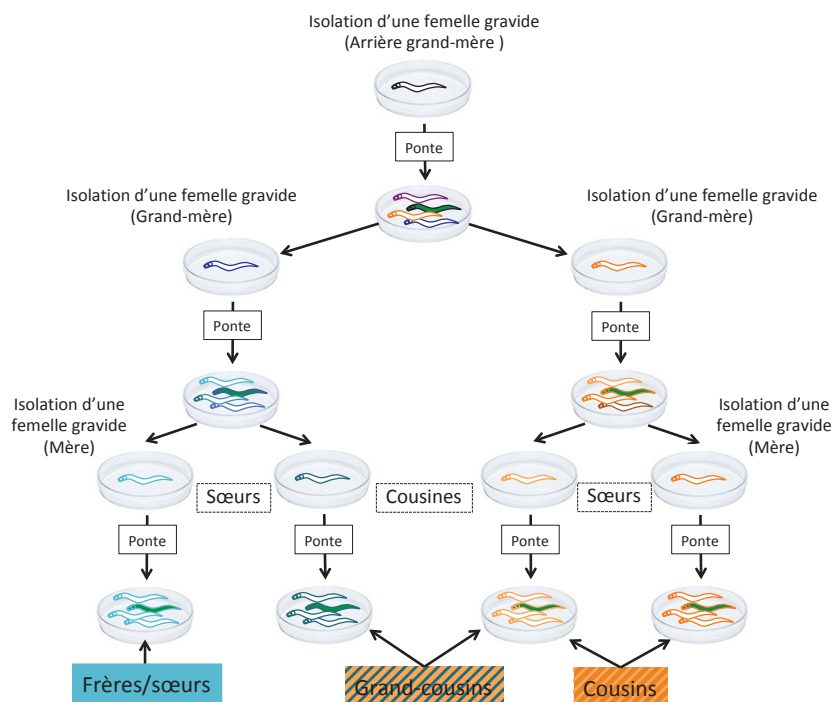 Isolation d'une femelle gravide
(Arrière grand-mère )
Ponte
Isolation d'une femelle gravide
(Grand-mère)
Isolation d'une femelle gravide
(Grand-mère)
Ponte
Ponte
Isolation d'une
femelle gravide
(Mère)
Isolation d'une
femelle gravide
(Mère)
Sœurs
Cousines
Sœurs
Ponte
Ponte
Ponte
Ponte
Frères/sœurs
Grand-cousins
Cousins